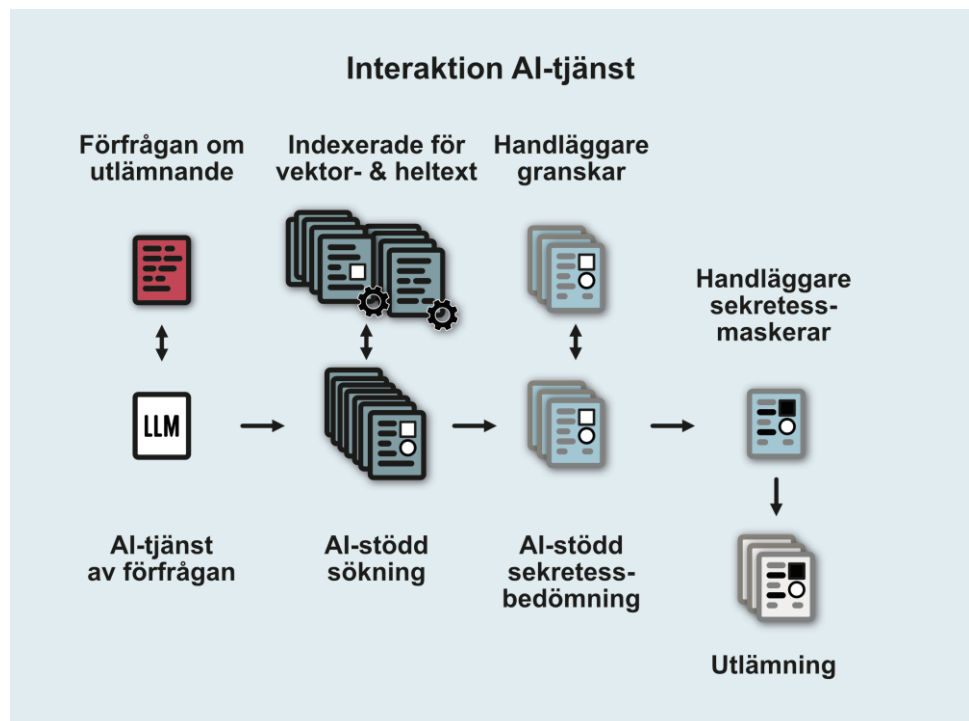 Interaktion AI-tjänst
Förfrågan om
utlämnande
Indexerade för
vektor- & heltext
Handläggare
granskar
Handläggare
sekretess-
maskerar
LLM
AI-tjänst
av förfrågan
AI-stödd
sökning
AI-stödd
sekretess-
bedömning
Utlämning